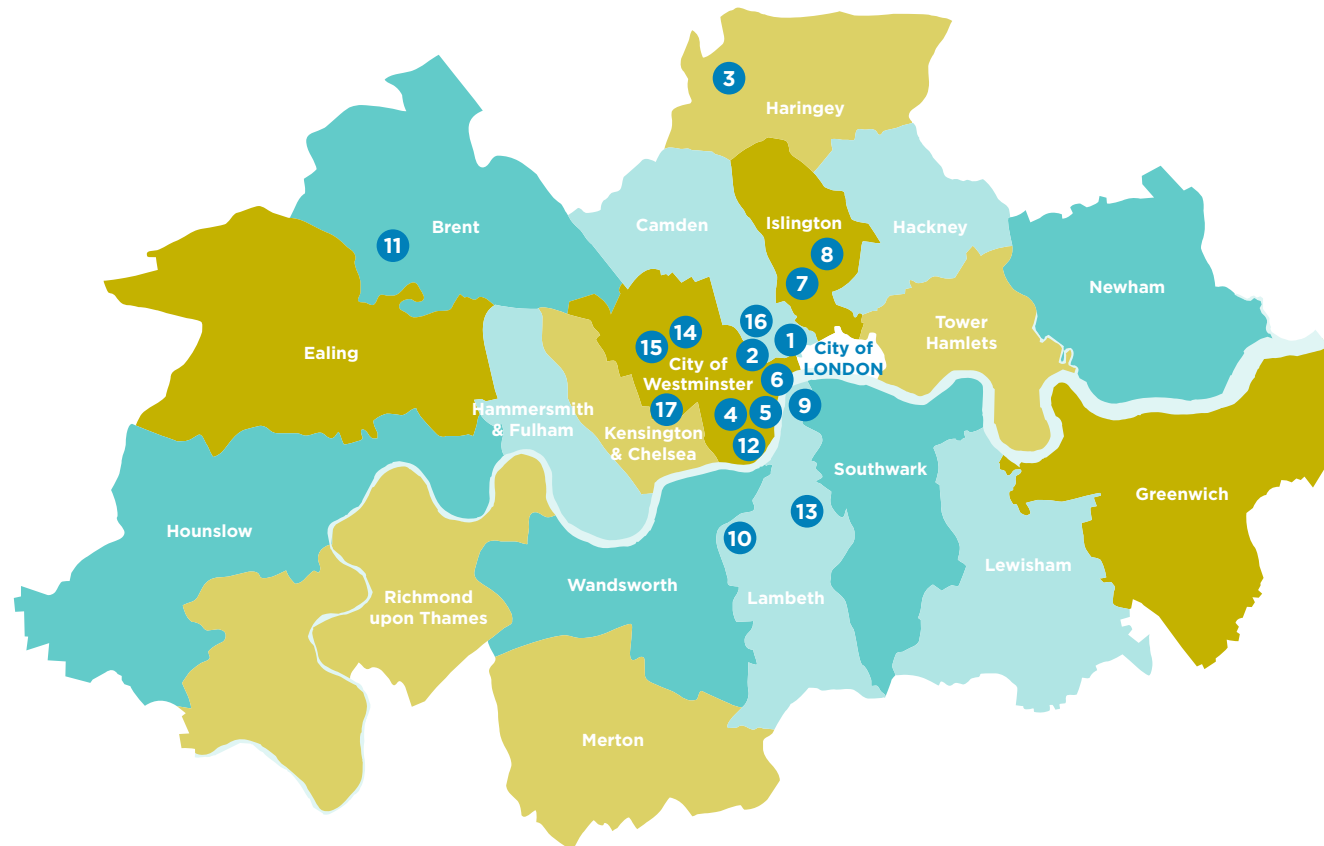 3
Haringey
Brent
Camden
Islington
Hackney
11
8
7
Newham
16
14
15
1
2
City of
LONDON
Tower
Hamlets
Ealing
City of
Westminster
6
17
4
5
9
Hammersmith
& Fulham
Kensington
& Chelsea
12
Southwark
Greenwich
13
10
Hounslow
Wandsworth
Lambeth
Lewisham
Richmond
upon Thames
Merton